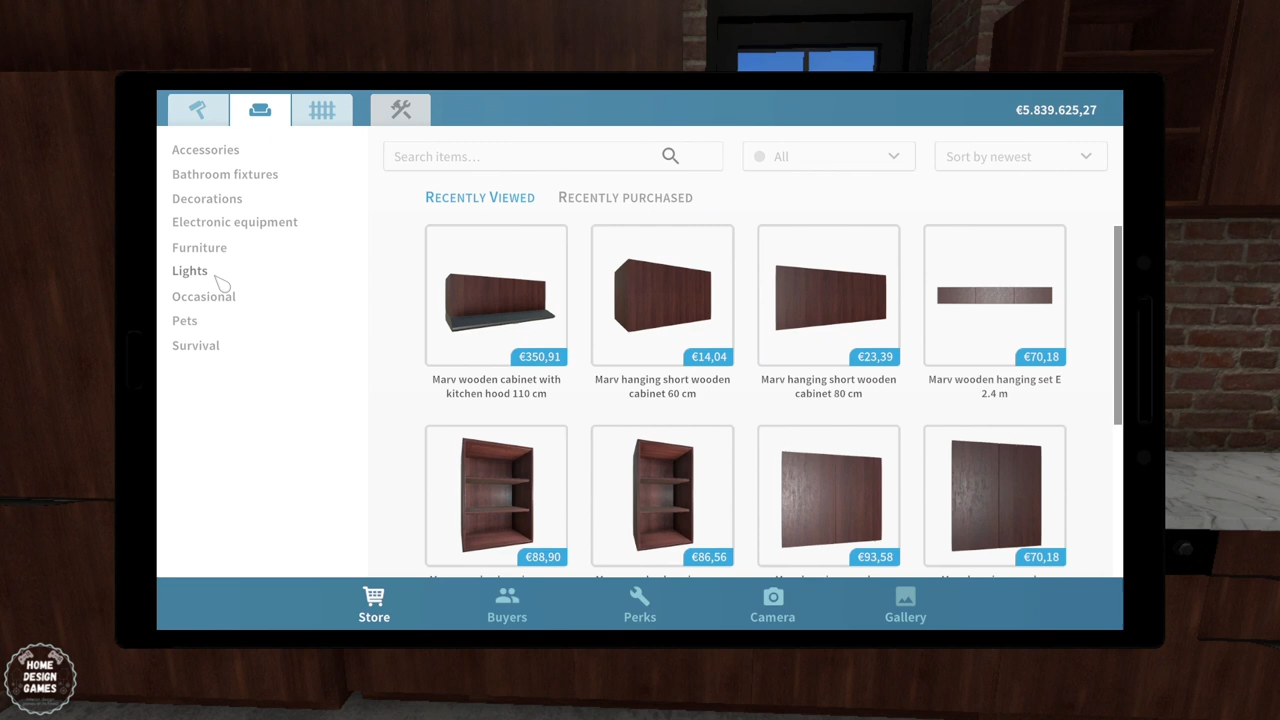 €5.839.625,27
Accessories
Bathroom fixtures
Decorations
Electronic equipment
Furniture
Lights
Occasional
Pets
Survival
Search items...
All
Sort by newest
RECENTLY VIEWED
RECENTLY PURCHASED
€350,91
€14,04
€23,39
€70,18
Marv wooden cabinet with
kitchen hood 110 cm
Marv hanging short wooden
cabinet 60 cm
Marv hanging short wooden
cabinet 80 cm
Marv wooden hanging set E
2.4 m
€88,90
€86,56
€93,58
€70,18
Store
Buyers
Perks
Camera
Gallery
HOME
DESIGN
GAMES